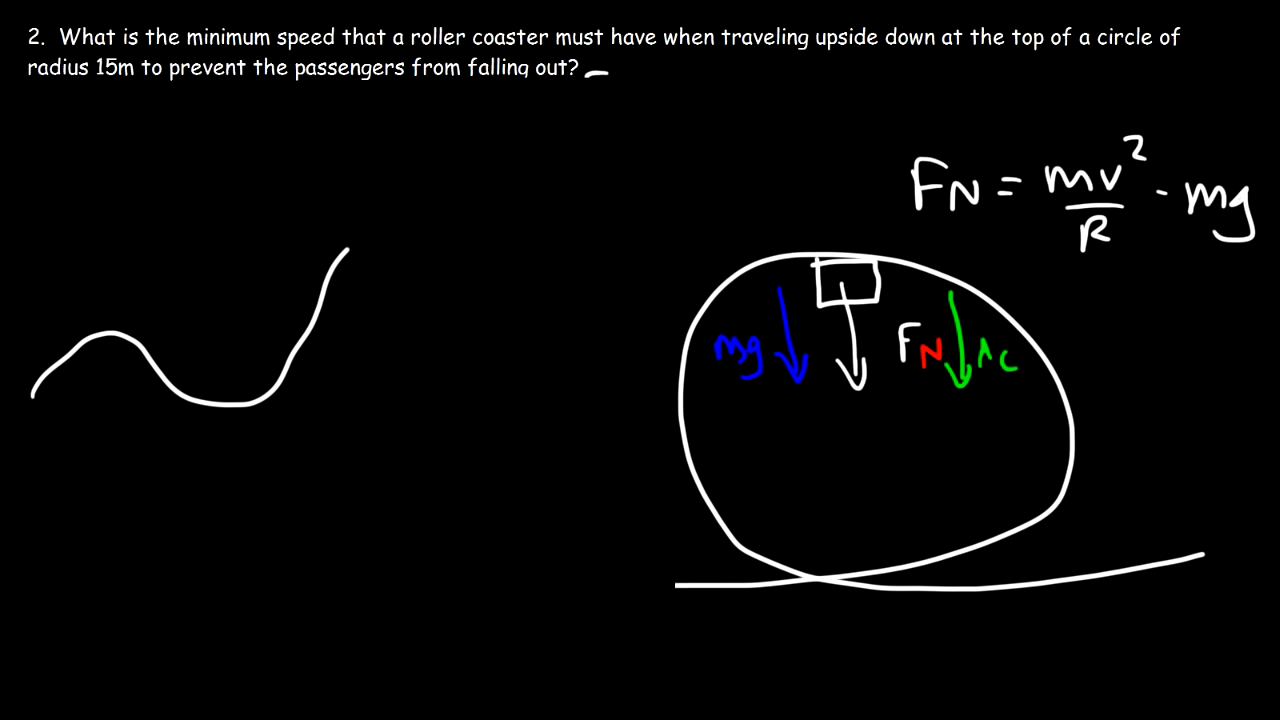 2. What is the minimum speed that a roller coaster must have when traveling upside down at the top of a circle of
radius 15m to prevent the passengers from falling out?
FN = mv²/R - mg
mg
FN
Ac